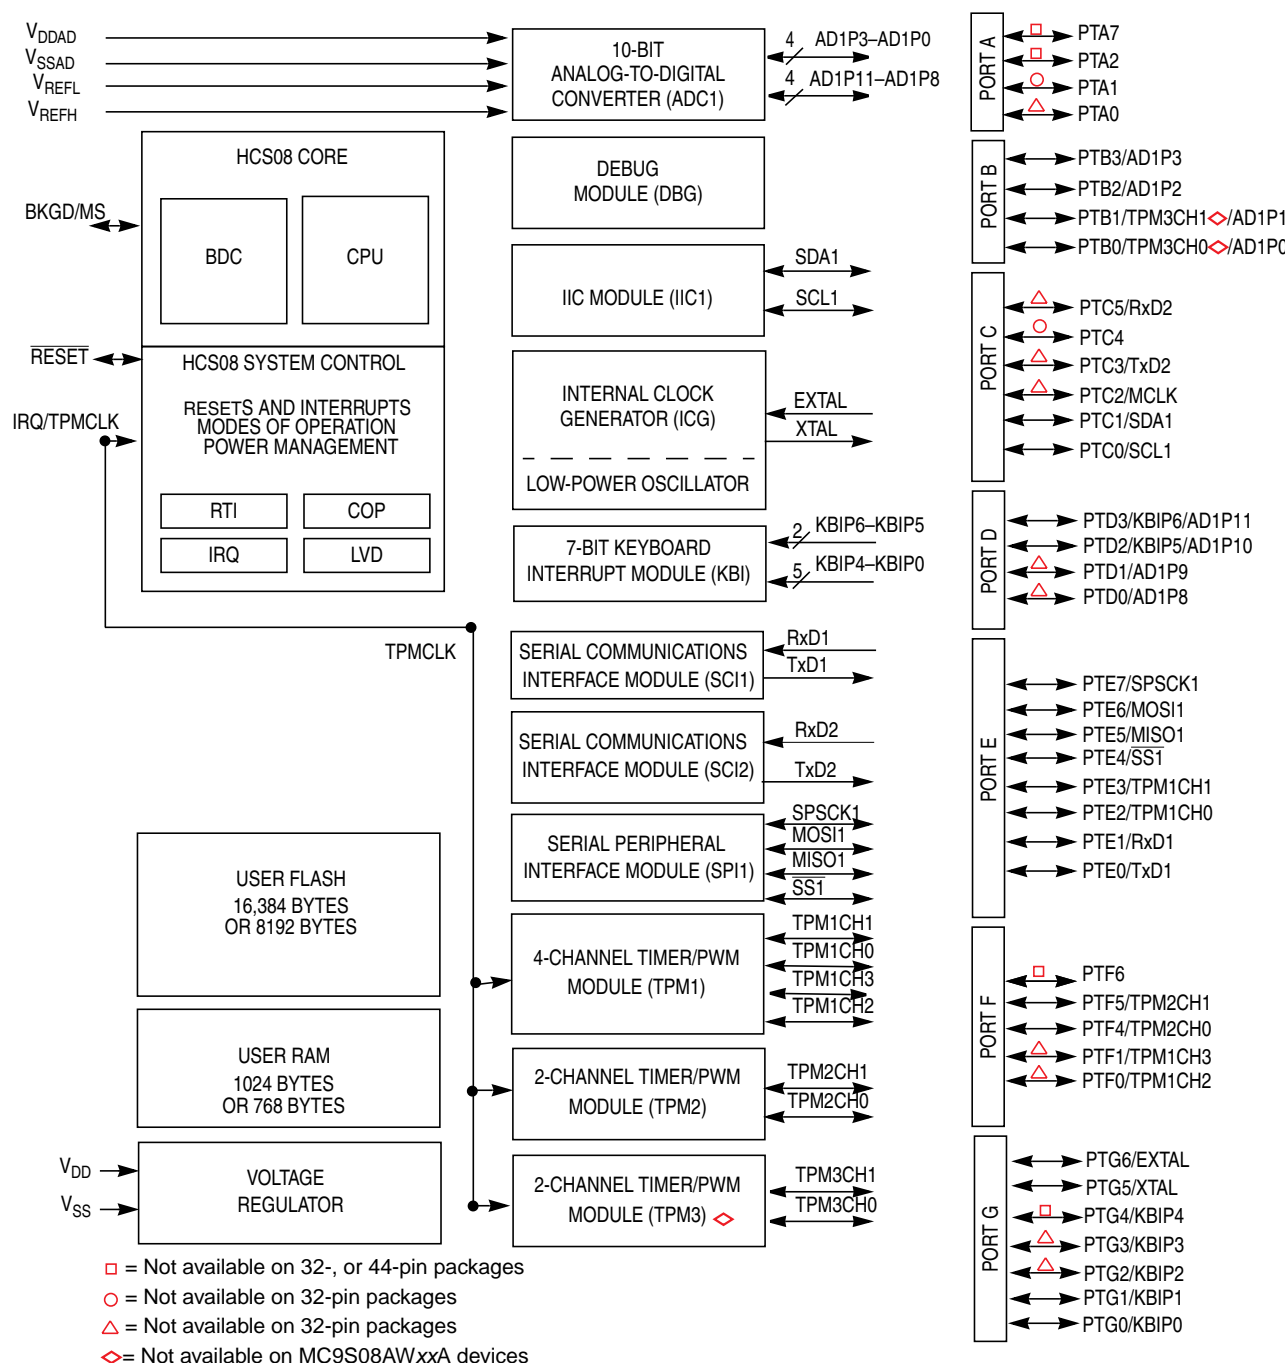 V_DDAD
V_SSAD
V_REFL
V_REFH
10-BIT
ANALOG-TO-DIGITAL
CONVERTER (ADC1)
4 AD1P3–AD1P0
4 AD1P11–AD1P8
HCS08 CORE
BDC
CPU
BKGD/MS
RESET
IRQ/TPMCLK
HCS08 SYSTEM CONTROL
RESETS AND INTERRUPTS
MODES OF OPERATION
POWER MANAGEMENT
RTI
COP
IRQ
LVD
TPMCLK
DEBUG
MODULE (DBG)
IIC MODULE (IIC1)
SDA1
SCL1
INTERNAL CLOCK
GENERATOR (ICG)
LOW-POWER OSCILLATOR
EXTAL
XTAL
7-BIT KEYBOARD
INTERRUPT MODULE (KBI)
2 KBIP6–KBIP5
5 KBIP4–KBIP0
SERIAL COMMUNICATIONS
INTERFACE MODULE (SCI1)
RxD1
TxD1
SERIAL COMMUNICATIONS
INTERFACE MODULE (SCI2)
RxD2
TxD2
SERIAL PERIPHERAL
INTERFACE MODULE (SPI1)
SPSCK1
MOSI1
MISO1
SS1
USER FLASH
16,384 BYTES
OR 8192 BYTES
4-CHANNEL TIMER/PWM
MODULE (TPM1)
TPM1CH1
TPM1CH0
TPM1CH3
TPM1CH2
USER RAM
1024 BYTES
OR 768 BYTES
2-CHANNEL TIMER/PWM
MODULE (TPM2)
TPM2CH1
TPM2CH0
V_DD
V_SS
VOLTAGE
REGULATOR
2-CHANNEL TIMER/PWM
MODULE (TPM3)
TPM3CH1
TPM3CH0
PORT A
PTA7
PTA2
PTA1
PTA0
PORT B
PTB3/AD1P3
PTB2/AD1P2
PTB1/TPM3CH1◇/AD1P1
PTB0/TPM3CH0◇/AD1P0
PORT C
PTC5/RxD2
PTC4
PTC3/TxD2
PTC2/MCLK
PTC1/SDA1
PTC0/SCL1
PORT D
PTD3/KBIP6/AD1P11
PTD2/KBIP5/AD1P10
PTD1/AD1P9
PTD0/AD1P8
PORT E
PTE7/SPSCK1
PTE6/MOSI1
PTE5/MISO1
PTE4/SS1
PTE3/TPM1CH1
PTE2/TPM1CH0
PTE1/RxD1
PTE0/TxD1
PORT F
PTF6
PTF5/TPM2CH1
PTF4/TPM2CH0
PTF1/TPM1CH3
PTF0/TPM1CH2
PORT G
PTG6/EXTAL
PTG5/XTAL
PTG4/KBIP4
PTG3/KBIP3
PTG2/KBIP2
PTG1/KBIP1
PTG0/KBIP0
□ = Not available on 32-, or 44-pin packages
○ = Not available on 32-pin packages
△ = Not available on 32-pin packages
◇= Not available on MC9S08AWxxA devices